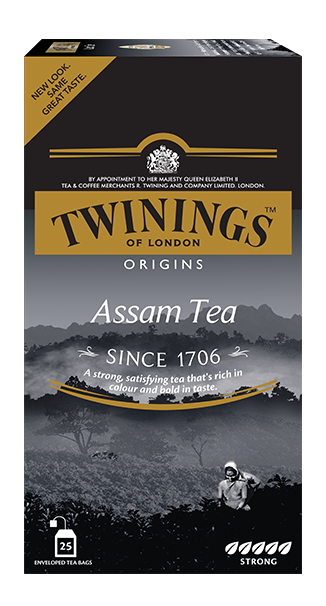 25
NEW LOOK.
SAME
GREAT TASTE.
BY APPOINTMENT TO HER MAJESTY QUEEN ELIZABETH II
TEA & COFFEE MERCHANTS R. TWINING AND COMPANY LIMITED. LONDON.
TWININGS™
OF LONDON
ORIGINS
Assam Tea
SINCE 1706
A strong, satisfying tea that's rich in
colour and bold in taste.
25
ENVELOPED TEA BAGS
STRONG